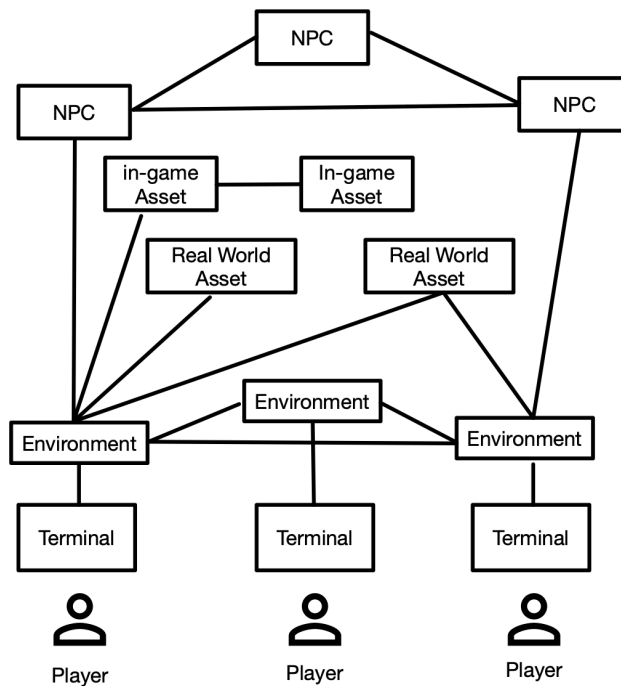 NPC
NPC
NPC
in-game
Asset
In-game
Asset
Real World
Asset
Real World
Asset
Environment
Environment
Environment
Terminal
Terminal
Terminal
Player
Player
Player